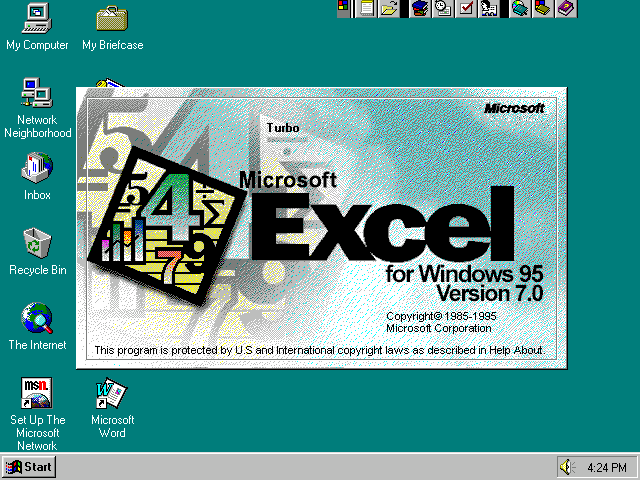 My Computer
My Briefcase
Network
Neighborhood
Inbox
Recycle Bin
The Internet
msn.
Set Up The
Microsoft
Network
Microsoft
Word
Microsoft
Turbo
Microsoft
Excel
for Windows 95
Version 7.0
Copyright© 1985-1995
Microsoft Corporation
This program is protected by U.S and International copyright laws as described in Help About.
Start
4:24 PM